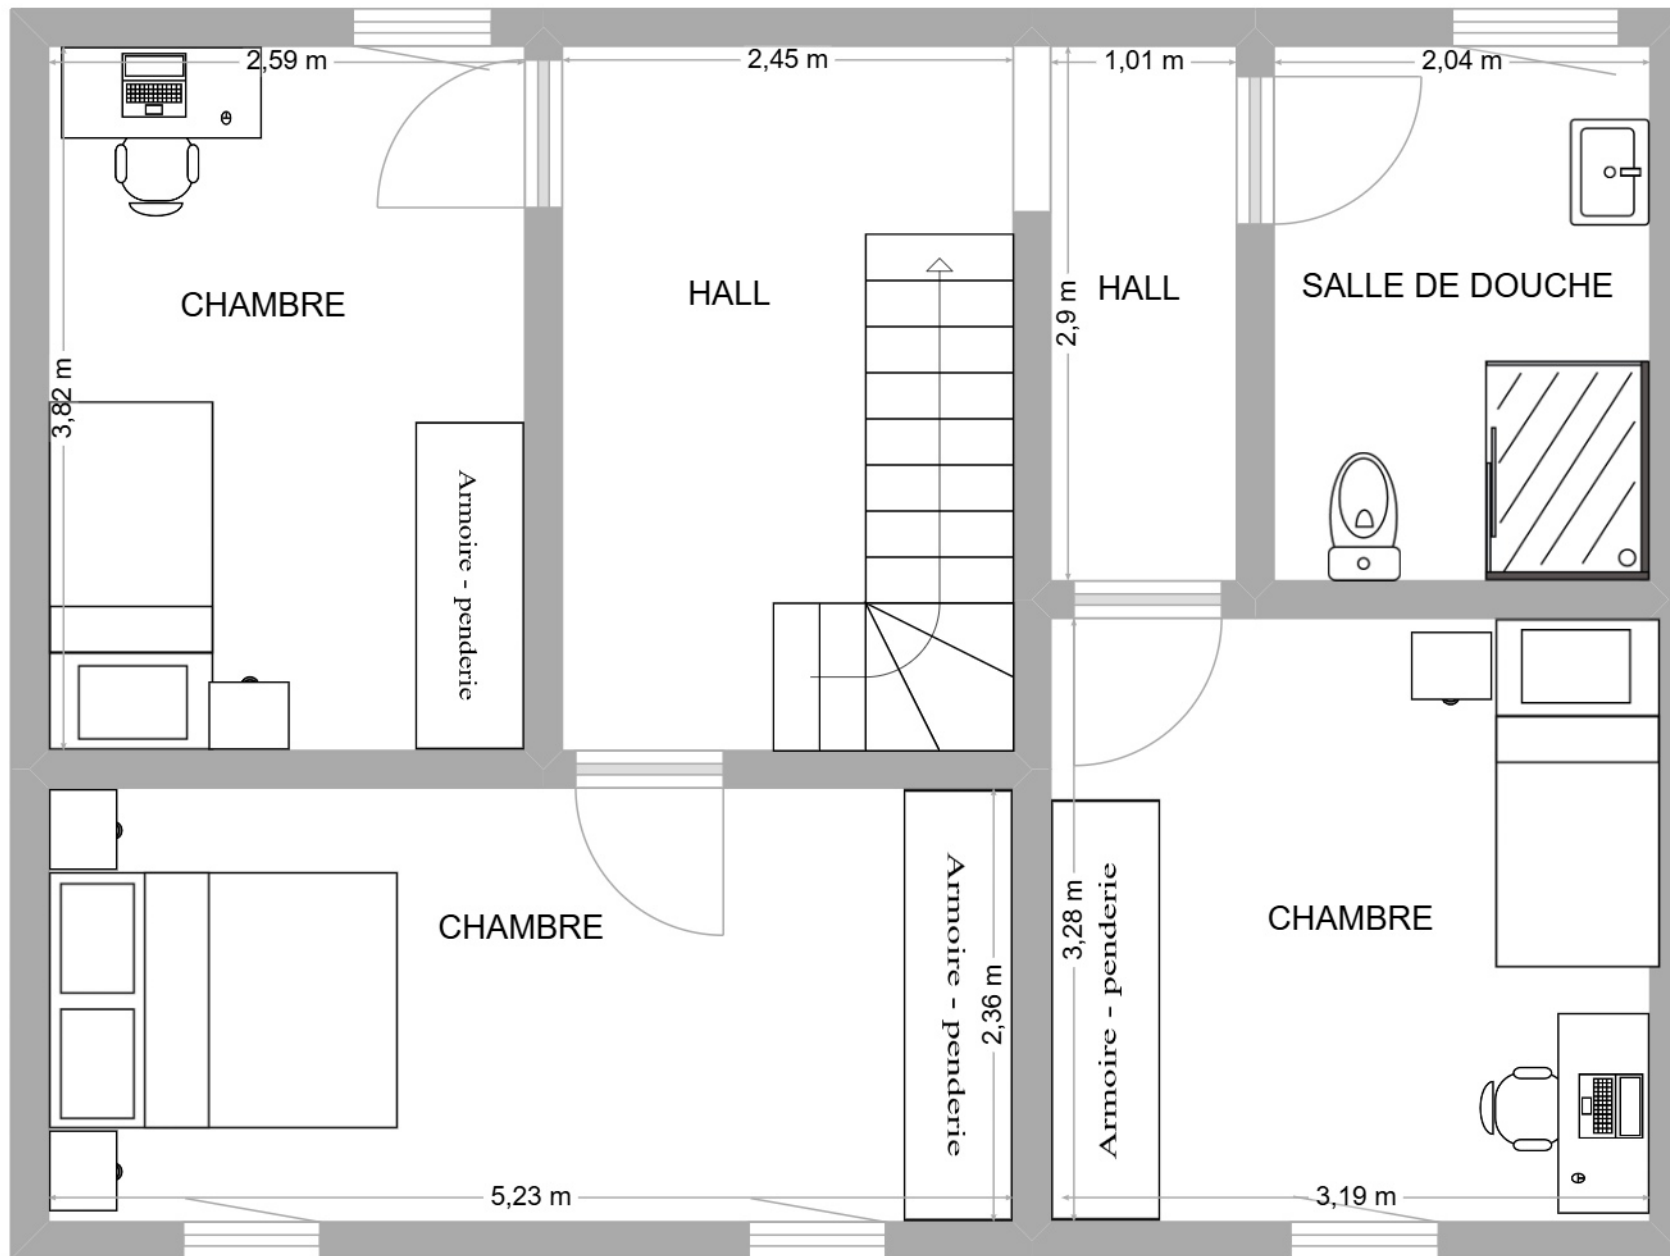 2,59 m
2,45 m
1,01 m
2,04 m
CHAMBRE
HALL
HALL
SALLE DE DOUCHE
2,9 m
3,82 m
Armoire - penderie
CHAMBRE
Armoire - penderie
2,36 m
3,28 m
Armoire - penderie
CHAMBRE
5,23 m
3,19 m